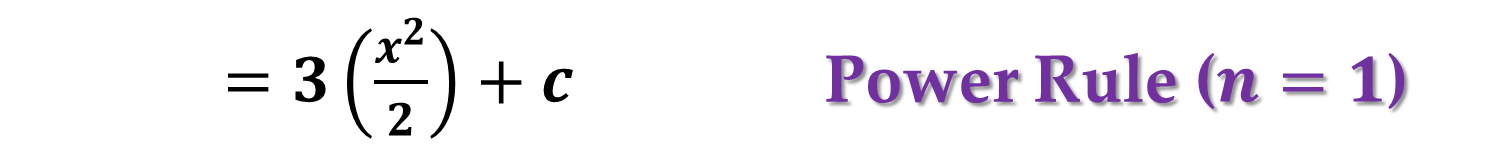 = 3 (x²/2) + c Power Rule (n = 1)